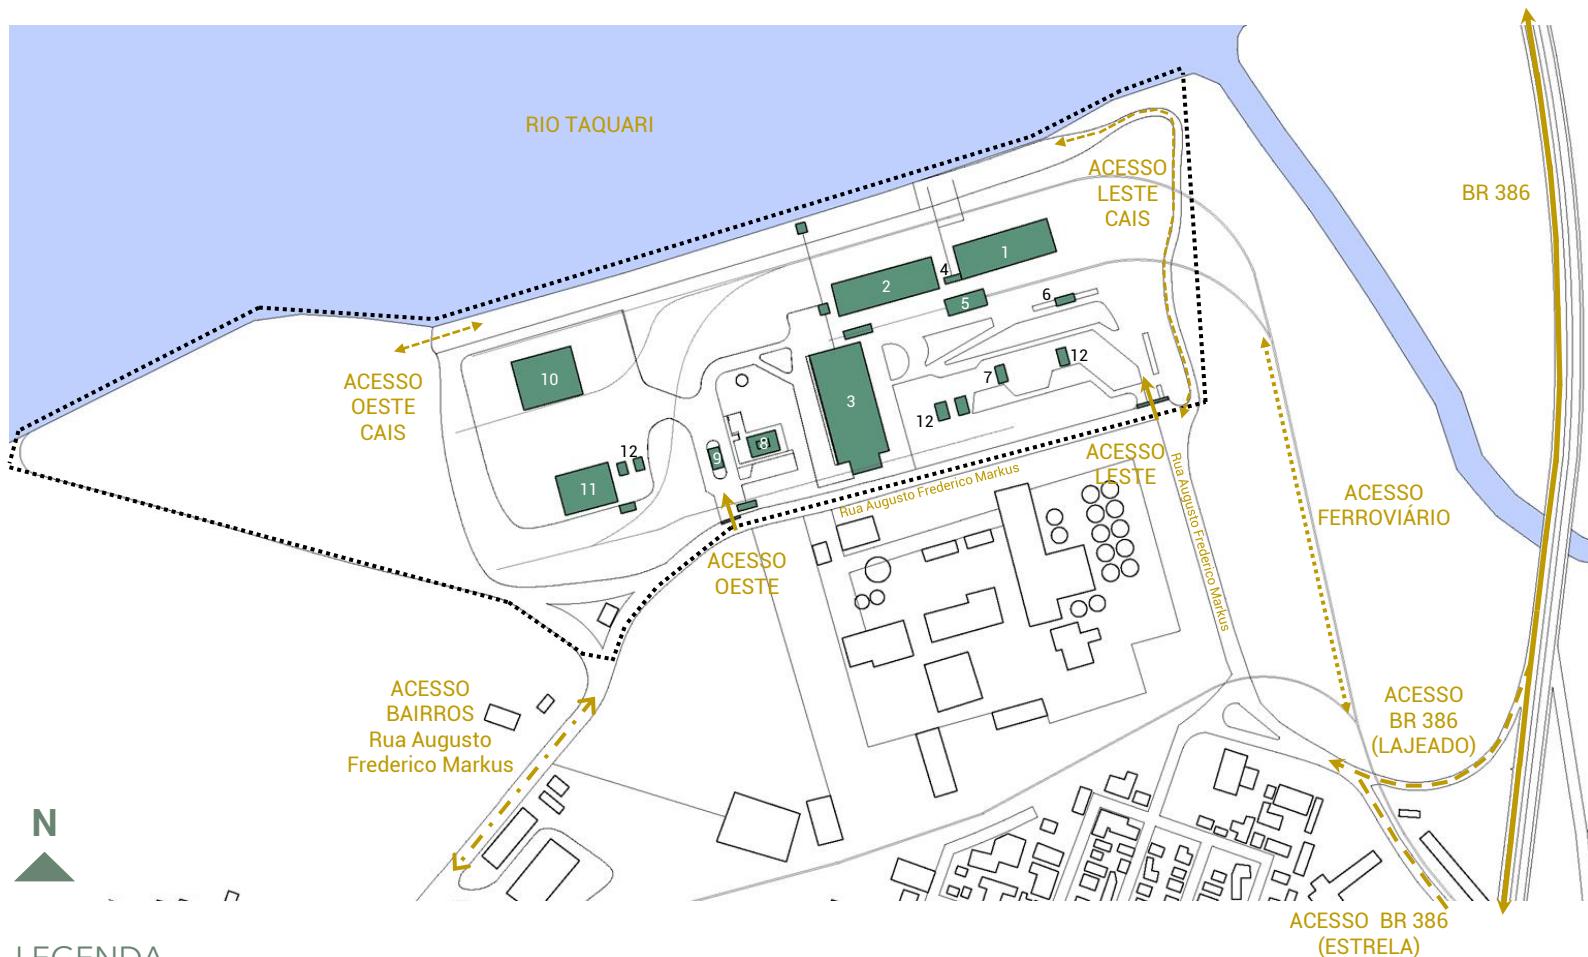 RIO TAQUARI
BR 386
ACESSO
LESTE
CAIS
1
2
4
5
6
3
7
12
12
8
9
10
11
12
ACESSO
OESTE
CAIS
ACESSO
LESTE
Rua Augusto Frederico Markus
Rua Augusto Frederico Markus
ACESSO
FERROVIÁRIO
ACESSO
OESTE
ACESSO
BAIRROS
Rua Augusto
Frederico Markus
ACESSO
BR 386
(LAJEADO)
N
ACESSO BR 386
(ESTRELA)
LEGENDA